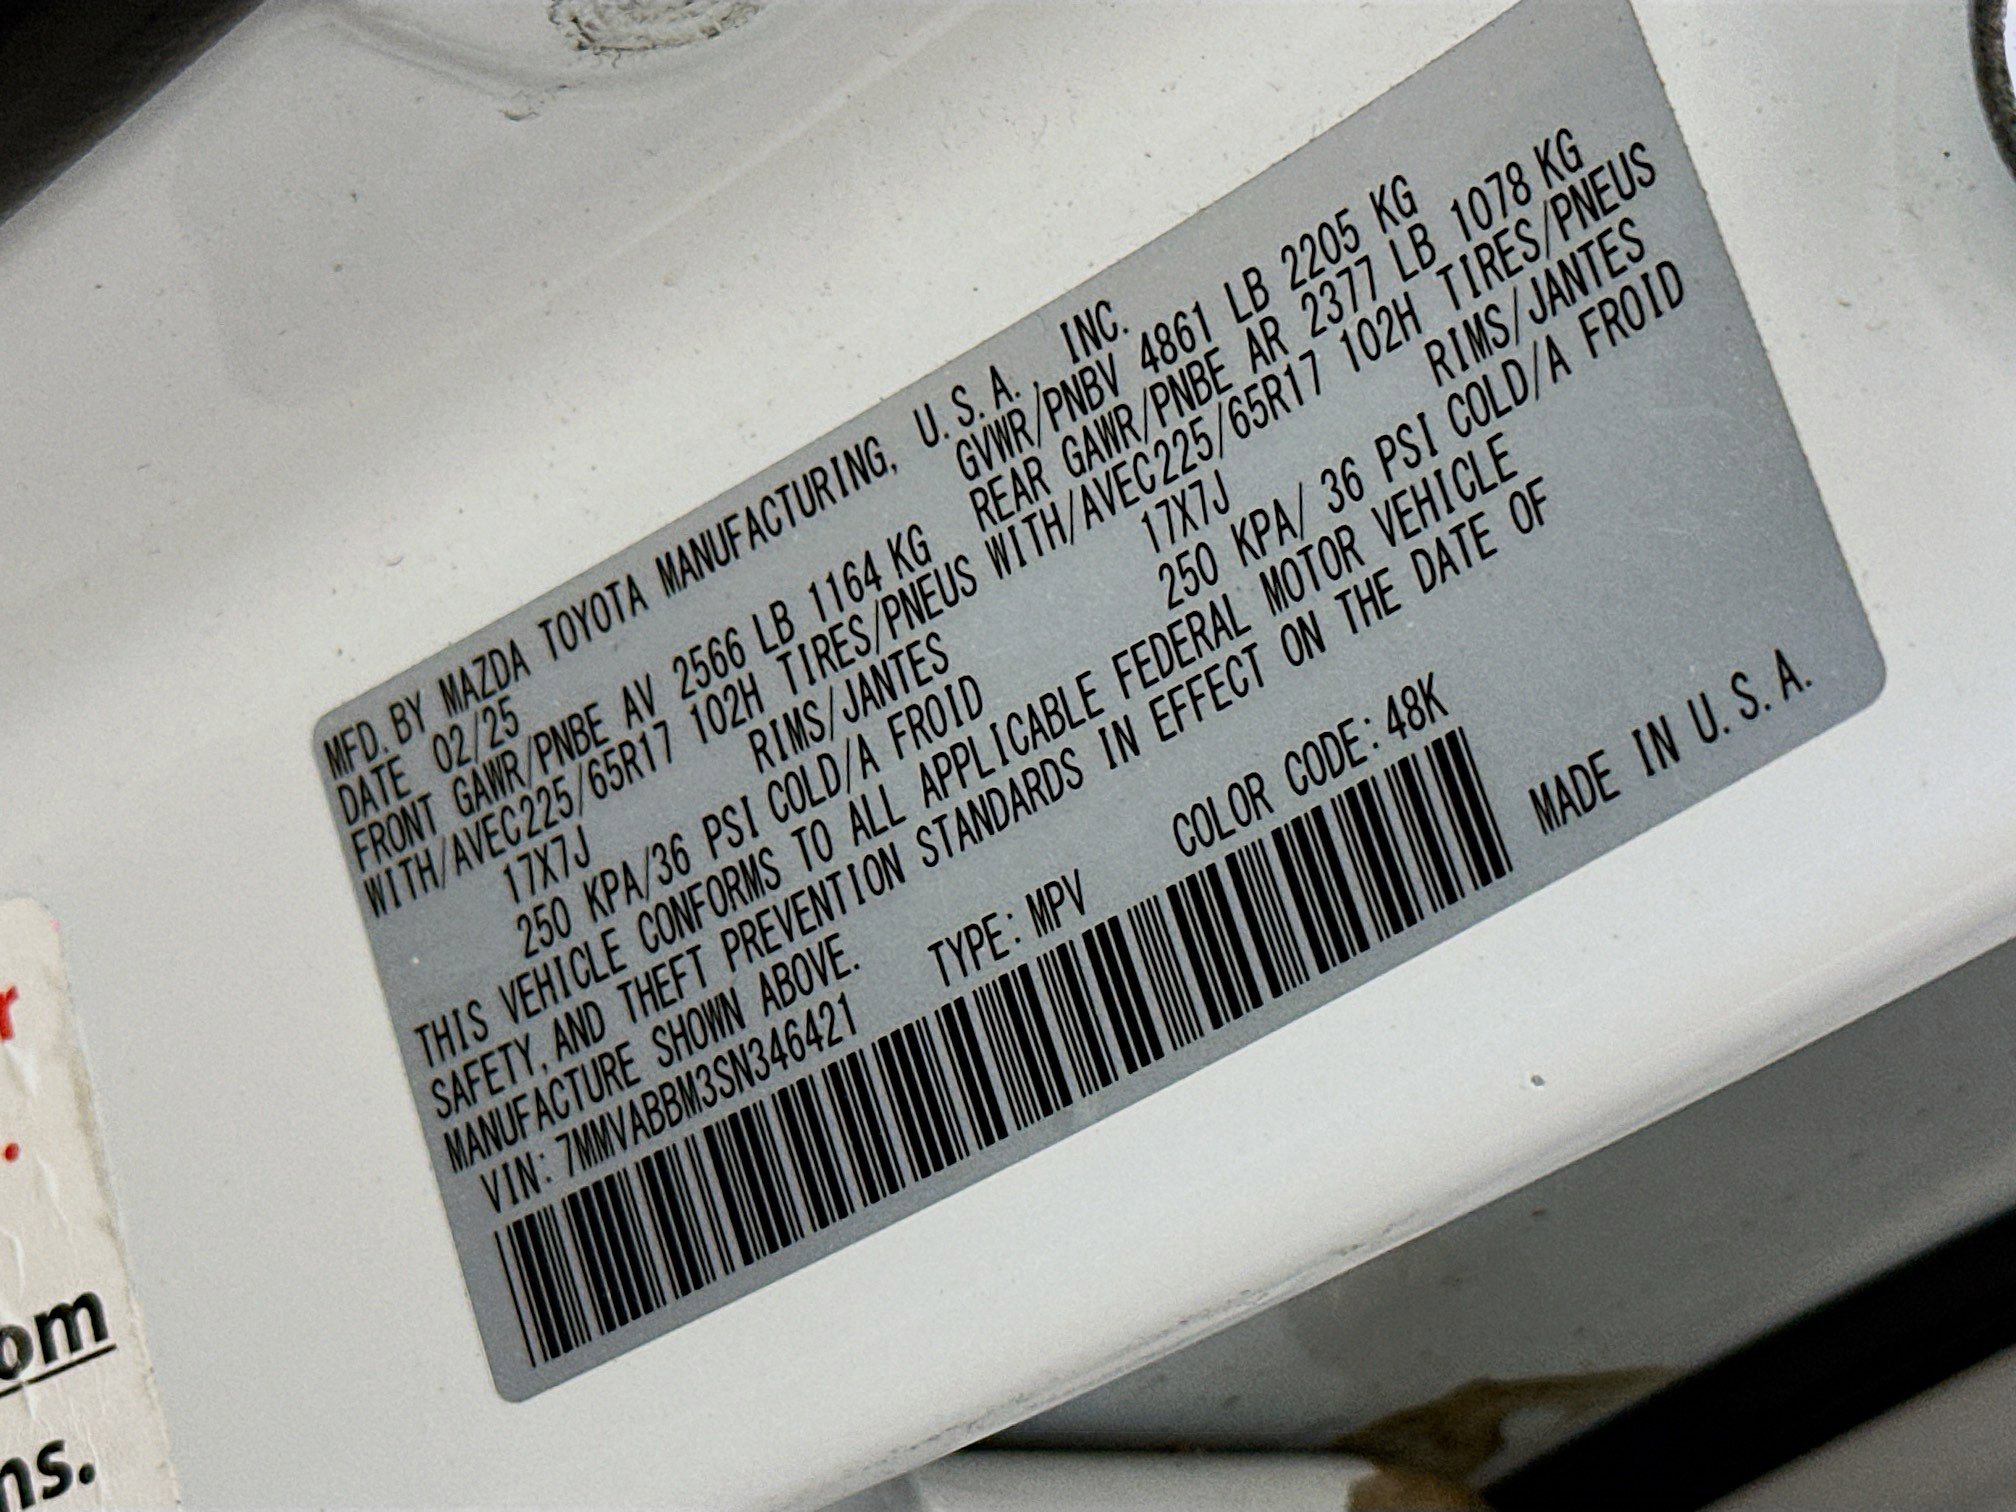 MFD. BY MAZDA TOYOTA MANUFACTURING, U.S.A., INC.
DATE 02/25 GVWR/PNBV 4861 LB 2205 KG
FRONT GAWR/PNBE AV 2566 LB 1164 KG REAR GAWR/PNBE AR 2377 LB 1078 KG
WITH/AVEC225/65R17 102H TIRES/PNEUS WITH/AVEC225/65R17 102H TIRES/PNEUS
17X7J RIMS/JANTES 17X7J RIMS/JANTES
250 KPA/36 PSI COLD/A FROID 250 KPA/ 36 PSI COLD/A FROID
THIS VEHICLE CONFORMS TO ALL APPLICABLE FEDERAL MOTOR VEHICLE
SAFETY, AND THEFT PREVENTION STANDARDS IN EFFECT ON THE DATE OF
MANUFACTURE SHOWN ABOVE.
VIN: 7MMVABBM3SN346421 TYPE: MPV COLOR CODE: 48K
MADE IN U.S.A.